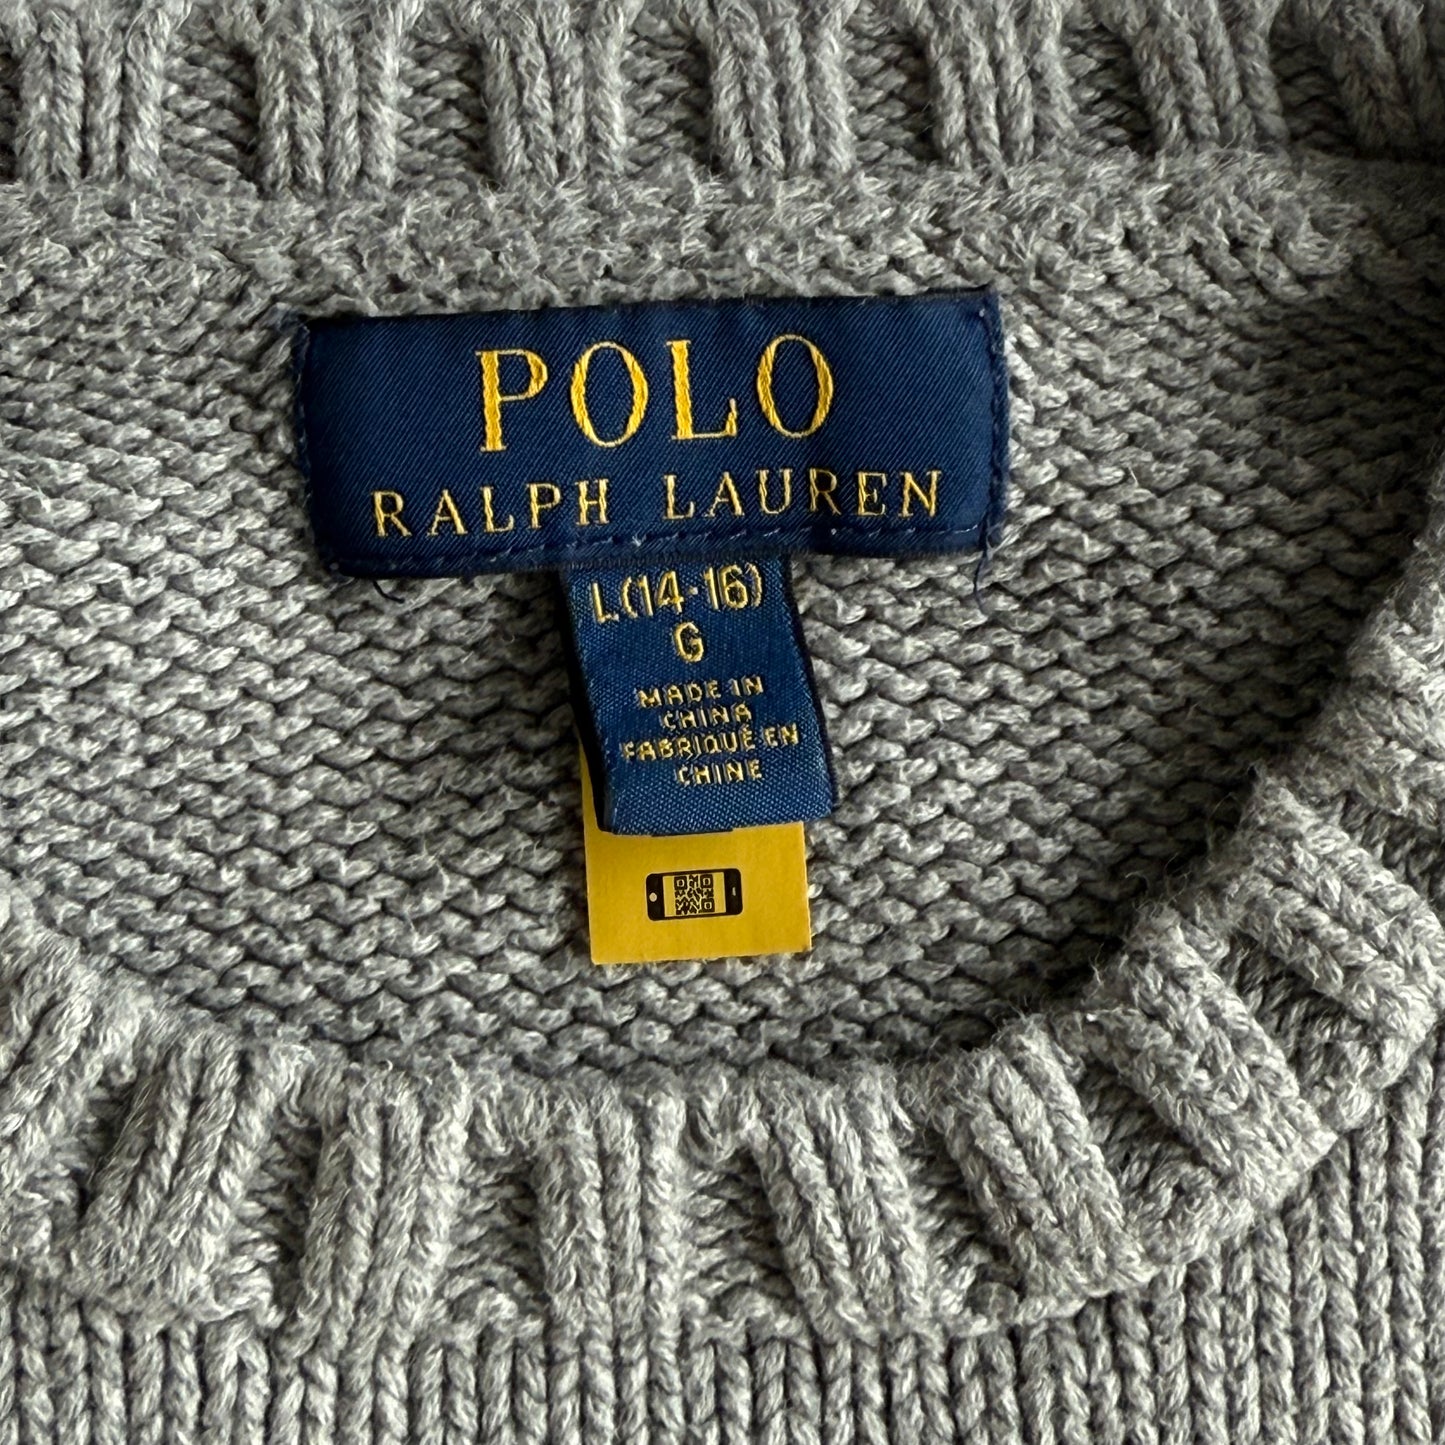 POLO
RALPH LAUREN
L(14-16)
G
MADE IN
CHINA
FABRIQUÉ EN
CHINE